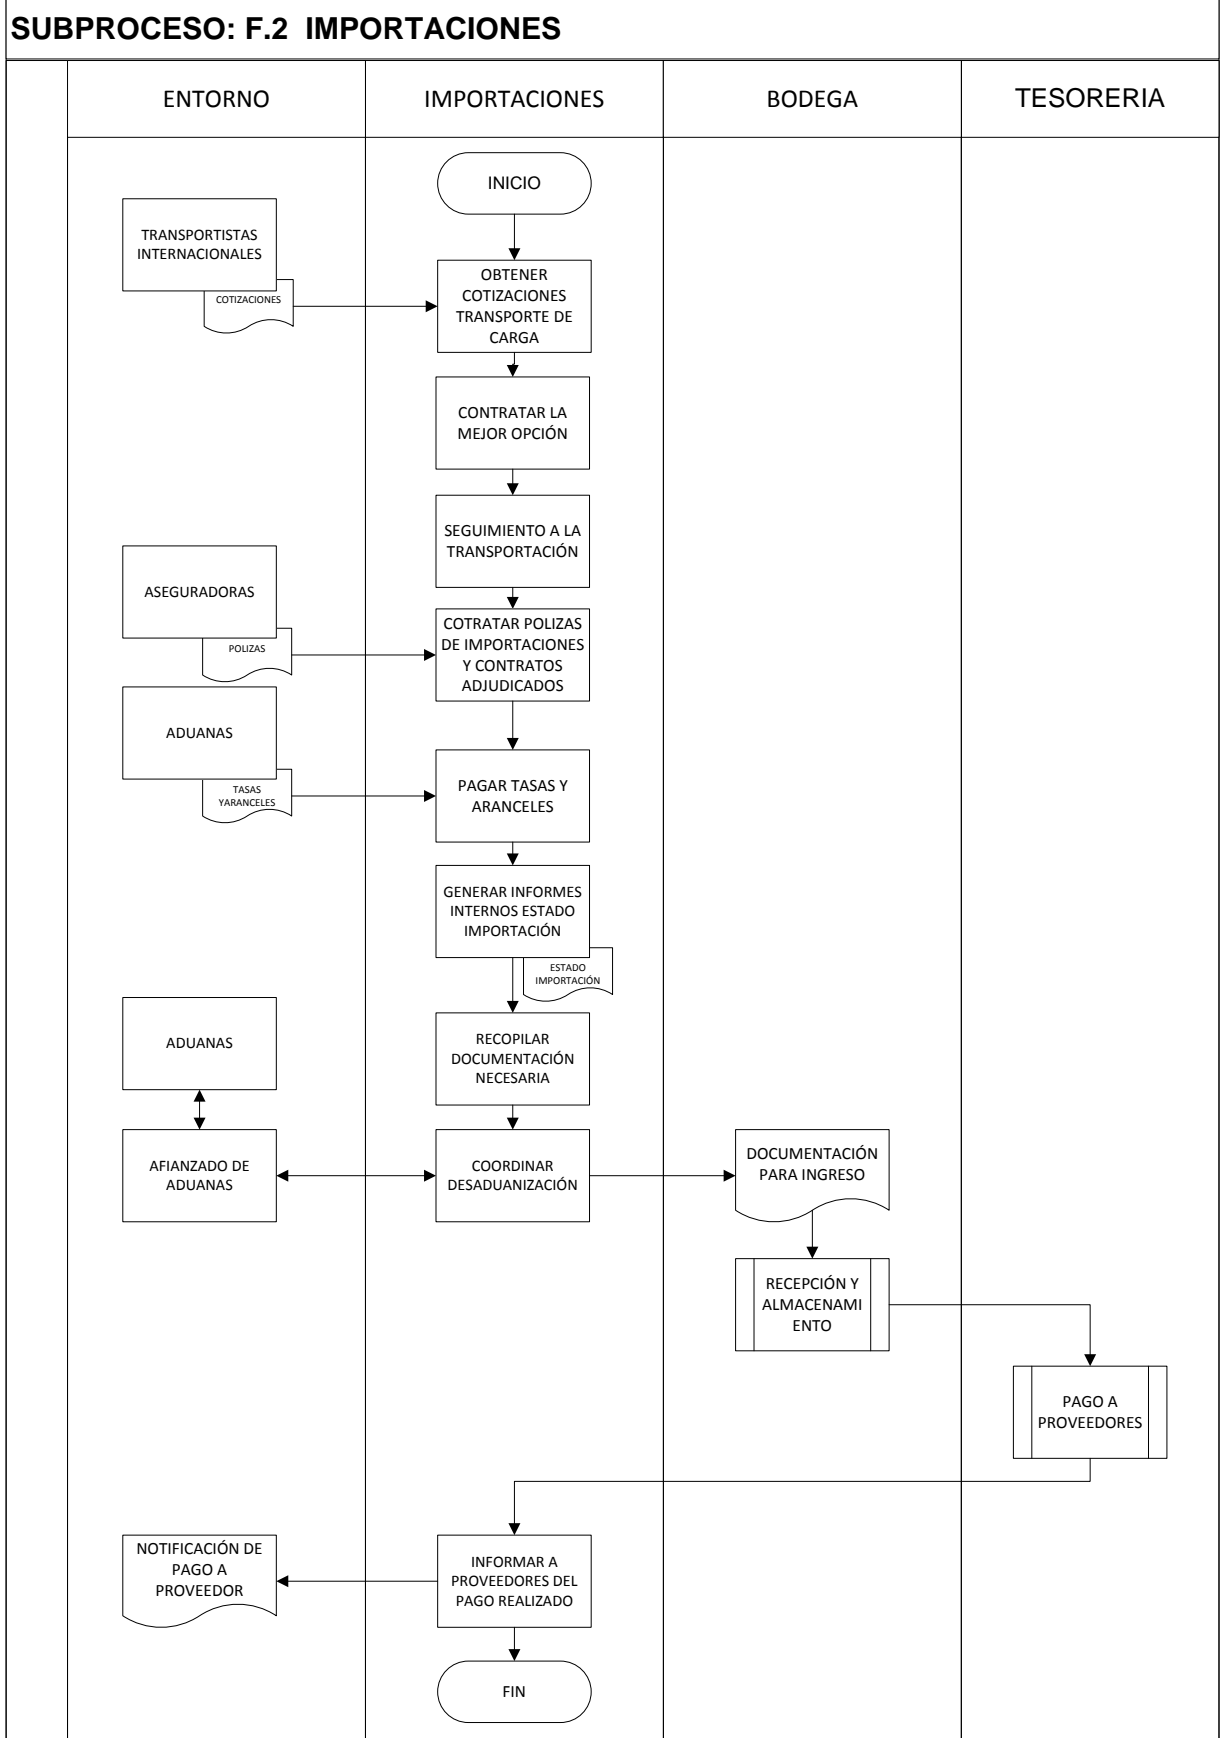 SUBPROCESO: F.2  IMPORTACIONES
ENTORNO
IMPORTACIONES
BODEGA
TESORERIA
INICIO
TRANSPORTISTAS
INTERNACIONALES
COTIZACIONES
OBTENER
COTIZACIONES
TRANSPORTE DE
CARGA
CONTRATAR LA
MEJOR OPCIÓN
SEGUIMIENTO A LA
TRANSPORTACIÓN
ASEGURADORAS
POLIZAS
COTRATAR POLIZAS
DE IMPORTACIONES
Y CONTRATOS
ADJUDICADOS
ADUANAS
TASAS
YARANCELES
PAGAR TASAS Y
ARANCELES
GENERAR INFORMES
INTERNOS ESTADO
IMPORTACIÓN
ESTADO
IMPORTACIÓN
ADUANAS
RECOPILAR
DOCUMENTACIÓN
NECESARIA
AFIANZADO DE
ADUANAS
COORDINAR
DESADUANIZACIÓN
DOCUMENTACIÓN
PARA INGRESO
RECEPCIÓN Y
ALMACENAMI
ENTO
PAGO A
PROVEEDORES
NOTIFICACIÓN DE
PAGO A
PROVEEDOR
INFORMAR A
PROVEEDORES DEL
PAGO REALIZADO
FIN